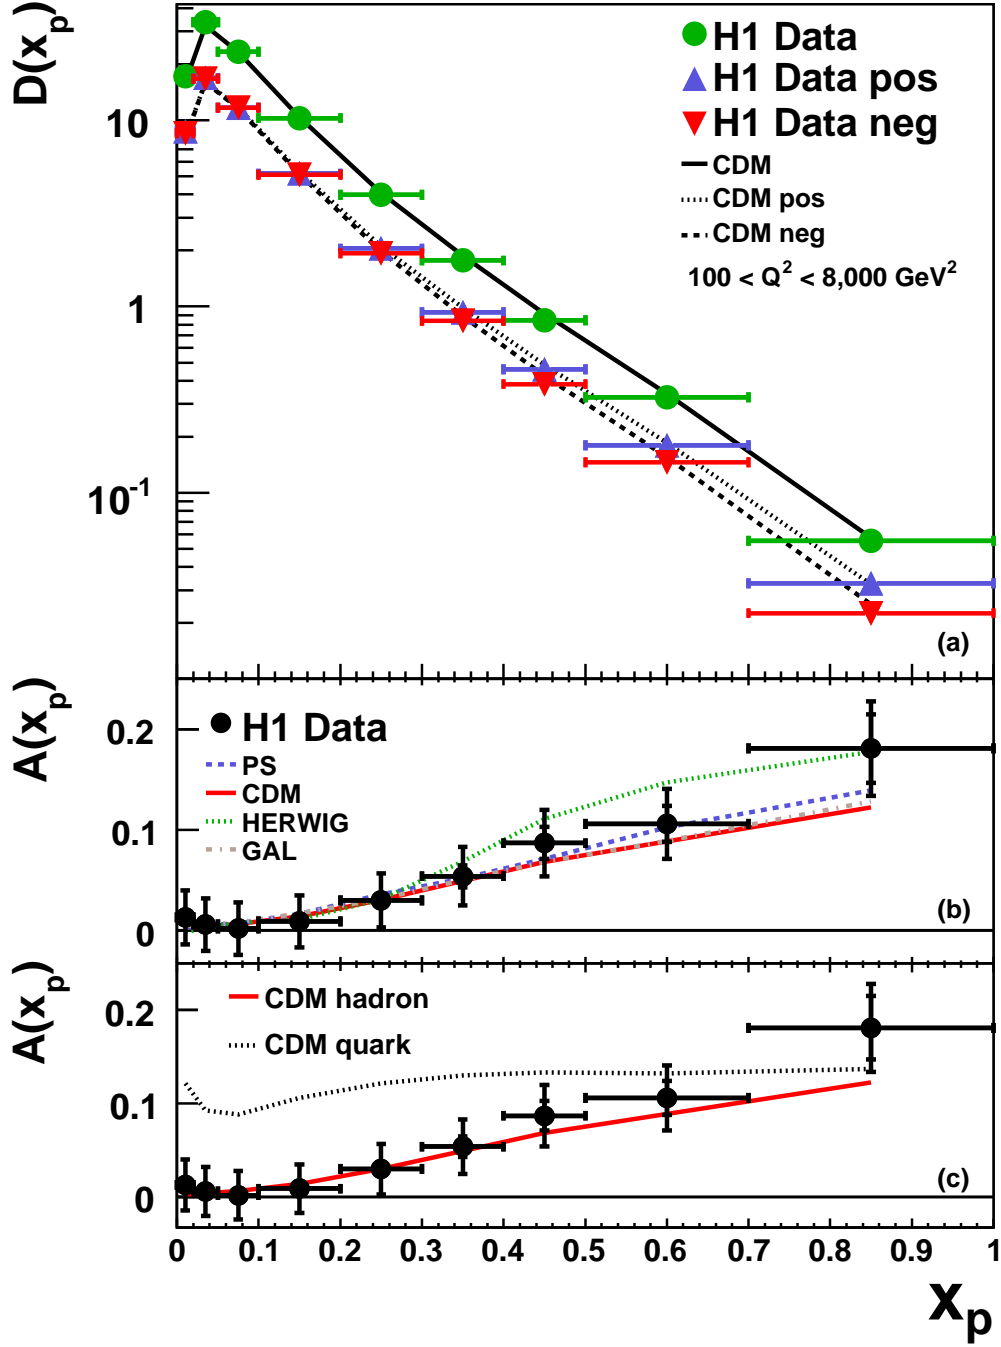 D(x_p)
10
1
10^-1
H1 Data
H1 Data pos
H1 Data neg
CDM
CDM pos
CDM neg
100 < Q^2 < 8,000 GeV^2
(a)
A(x_p)
0.2
0.1
0
H1 Data
PS
CDM
HERWIG
GAL
(b)
A(x_p)
0.2
0.1
0
CDM hadron
CDM quark
(c)
0 0.1 0.2 0.3 0.4 0.5 0.6 0.7 0.8 0.9 1
x_p